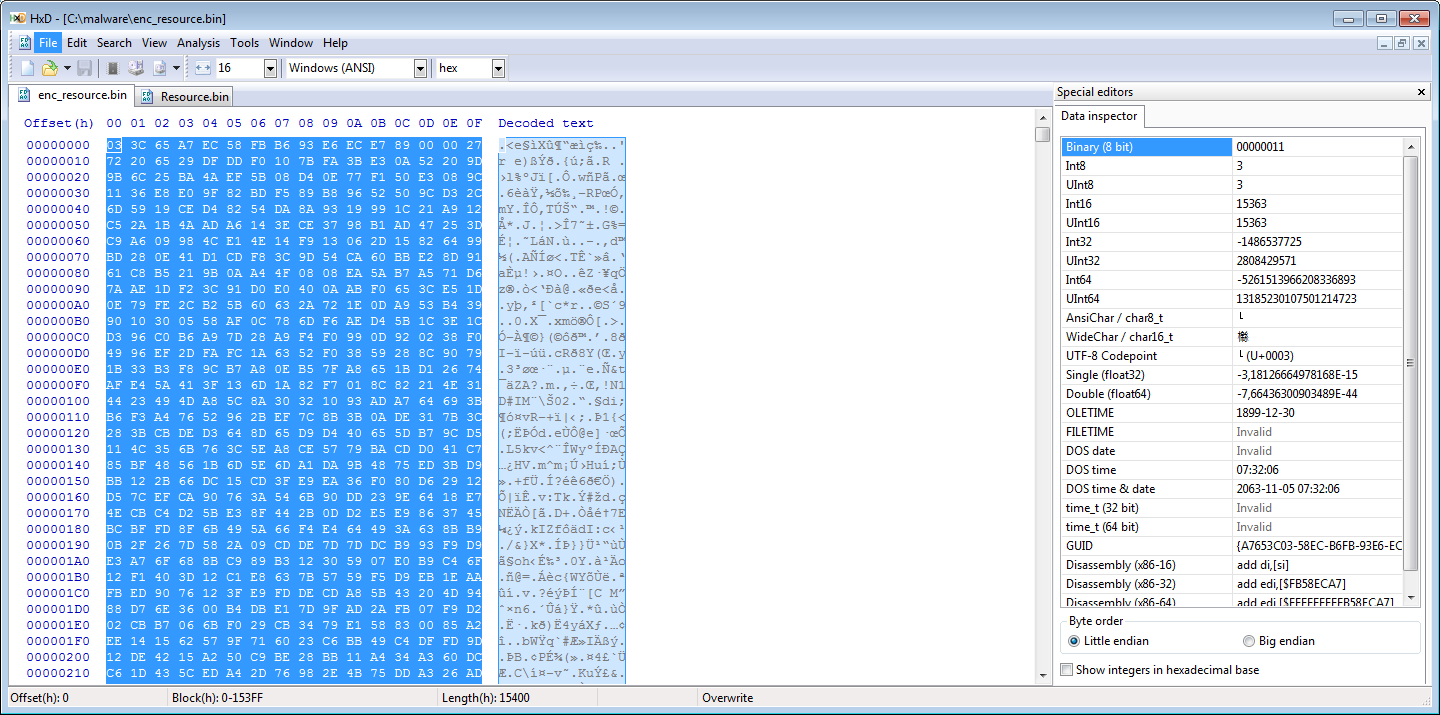 HxD - [C:\malware\enc_resource.bin]
File Edit Search View Analysis Tools Window Help
16 Windows (ANSI) hex
enc_resource.bin Resource.bin
Offset(h) 00 01 02 03 04 05 06 07 08 09 0A 0B 0C 0D 0E 0F Decoded text
00000000 03 3C 65 A7 EC 58 FB B6 93 E6 EC E7 89 00 00 27
00000010 72 20 65 29 DF DD F0 10 7B FA 3B E3 0A 52 20 9D
00000020 9B 6C 25 BA 4A EF 5B 08 D4 0E 77 F1 50 E3 08 9C
00000030 11 36 E8 E0 9F 82 BD F5 89 B8 96 52 50 9C D3 2C
00000040 6D 59 19 CE D4 82 54 DA 8A 93 19 99 1C 21 A9 12
00000050 C5 2A 1B 4A AD A6 14 3E CE 37 98 B1 AD 47 25 3D
00000060 C9 A6 09 98 4C E1 4E 14 F9 13 06 2D 15 82 64 99
00000070 BD 28 0E 41 D1 CD F8 3C 9D 54 CA 60 BB E2 8D 91
00000080 61 C8 B5 21 9B 0A A4 4F 08 08 EA 5A B7 A5 71 D6
00000090 7A AE 1D F2 3C 91 D0 E0 40 0A AB F0 65 3C E5 1D
000000A0 0E 79 FE 2C B2 5B 60 63 2A 72 1E 0D A9 53 B4 39
000000B0 90 10 30 05 58 AF 0C 78 6D F6 AE D4 5B 1C 3E 1C
000000C0 D3 96 C0 B6 A9 7D 28 A9 F4 F0 99 0D 92 02 38 F0
000000D0 49 96 EF 2D FA FC 1A 63 52 F0 38 59 28 8C 90 79
000000E0 1B 33 B3 F8 9C B7 A8 0E B5 7F A8 65 1B D1 26 74
000000F0 AF E4 5A 41 3F 13 6D 1A 82 F7 01 8C 82 21 4E 31
00000100 44 23 49 4D A8 5C 8A 30 32 10 93 AD A7 64 69 3B
00000110 B6 F3 A4 76 52 96 2B EF 7C 8B 3B 0A DE 31 7B 3C
00000120 28 3B CB DE D3 64 8D 65 D9 D4 40 65 5D B7 9C D5
00000130 11 4C 35 6B 76 3C 5E A8 CE 57 79 BA CD D0 41 C7
00000140 85 BF 48 56 1B 6D 5E 6D A1 DA 9B 48 75 ED 3B D9
00000150 BB 12 2B 66 DC 15 CD 3F E9 EA 36 F0 80 D6 29 12
00000160 D5 7C EF CA 90 76 3A 54 6B 90 DD 23 9E 64 18 E7
00000170 4E CB C4 D2 5B E3 8F 44 2B 0D D2 E5 E9 86 37 45
00000180 BC BF FD 8F 6B 49 5A 66 F4 E4 64 49 3A 63 8B B9
00000190 0B 2F 26 7D 58 2A 09 CD DE 7D 7D DC B9 93 F9 D9
000001A0 E3 A7 6F 68 8B C9 89 B3 12 30 59 07 E0 B9 C4 6F
000001B0 12 F1 40 3D 12 C1 E8 63 7B 57 59 F5 D9 EB 1E AA
000001C0 FB ED 90 76 12 3F E9 FD DE CD A8 5B 43 20 4D 94
000001D0 88 D7 6E 36 00 B4 DB E1 7D 9F AD 2A FB 07 F9 D2
000001E0 02 CB B7 06 6B F0 29 CB 34 79 E1 58 83 00 85 A2
000001F0 EE 14 15 62 57 9F 71 60 23 C6 BB 49 C4 DF FD 9D
00000200 12 DE 42 15 A2 50 C9 BE 28 BB 11 A4 34 A3 60 DC
00000210 C6 1D 43 5C ED A4 2D 76 98 2E 4B 75 DD A3 26 AD
Special editors
Data inspector
Binary (8 bit) 00000011
Int8 3
UInt8 3
Int16 15363
UInt16 15363
Int32 -1486537725
UInt32 2808429571
Int64 -5261513966208336893
UInt64 13185230107501214723
AnsiChar / char8_t
WideChar / char16_t
UTF-8 Codepoint (U+0003)
Single (float32) -3,18126664978168E-15
Double (float64) -7,66436300903489E-44
OLETIME 1899-12-30
FILETIME Invalid
DOS date Invalid
DOS time 07:32:06
DOS time & date 2063-11-05 07:32:06
time_t (32 bit) Invalid
time_t (64 bit) Invalid
GUID {A7653C03-58EC-B6FB-93E6-EC
Disassembly (x86-16) add di,[si]
Disassembly (x86-32) add edi,[$FB58ECA7]
Disassembly (x86-64) add edi,[$FFFFFFFFFB58ECA7]
Byte order
Little endian Big endian
Show integers in hexadecimal base
Offset(h): 0 Block(h): 0-153FF Length(h): 15400 Overwrite